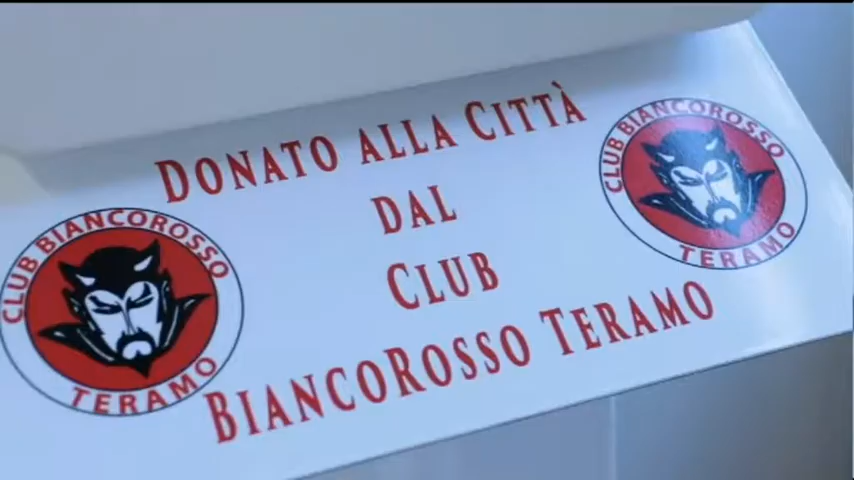 DONATO ALLA CITTÀ
DAL
CLUB
BIANCOROSSO TERAMO
CLUB BIANCOROSSO
TERAMO
CLUB BIANCOROSSO
TERAMO